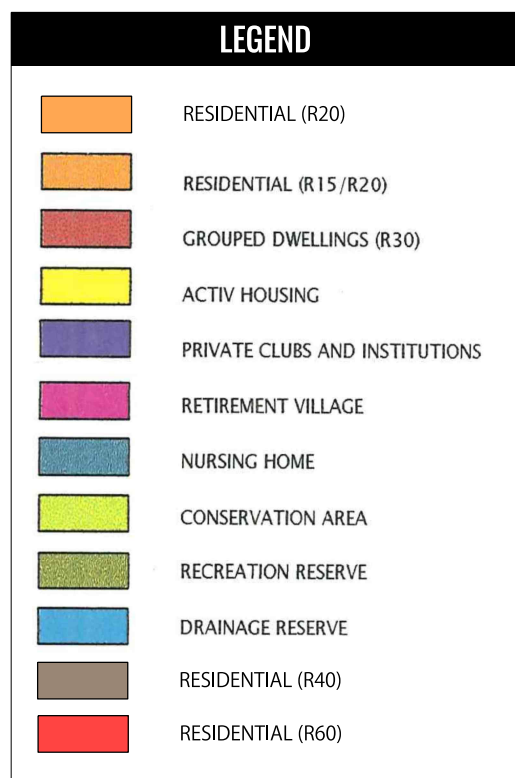 LEGEND
RESIDENTIAL (R20)
RESIDENTIAL (R15/R20)
GROUPED DWELLINGS (R30)
ACTIV HOUSING
PRIVATE CLUBS AND INSTITUTIONS
RETIREMENT VILLAGE
NURSING HOME
CONSERVATION AREA
RECREATION RESERVE
DRAINAGE RESERVE
RESIDENTIAL (R40)
RESIDENTIAL (R60)